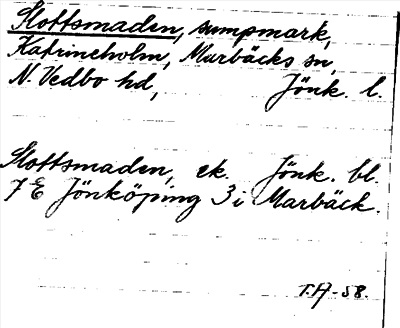 Slottsmaden, sumpmark,
Katrineholm, Marbäcks sn,
N. Vedbo hd, Jönk. l.
Slottsmaden, ek. Jönk. bl.
7 E Jönköping 3 i Marbäck.
T.H-58.